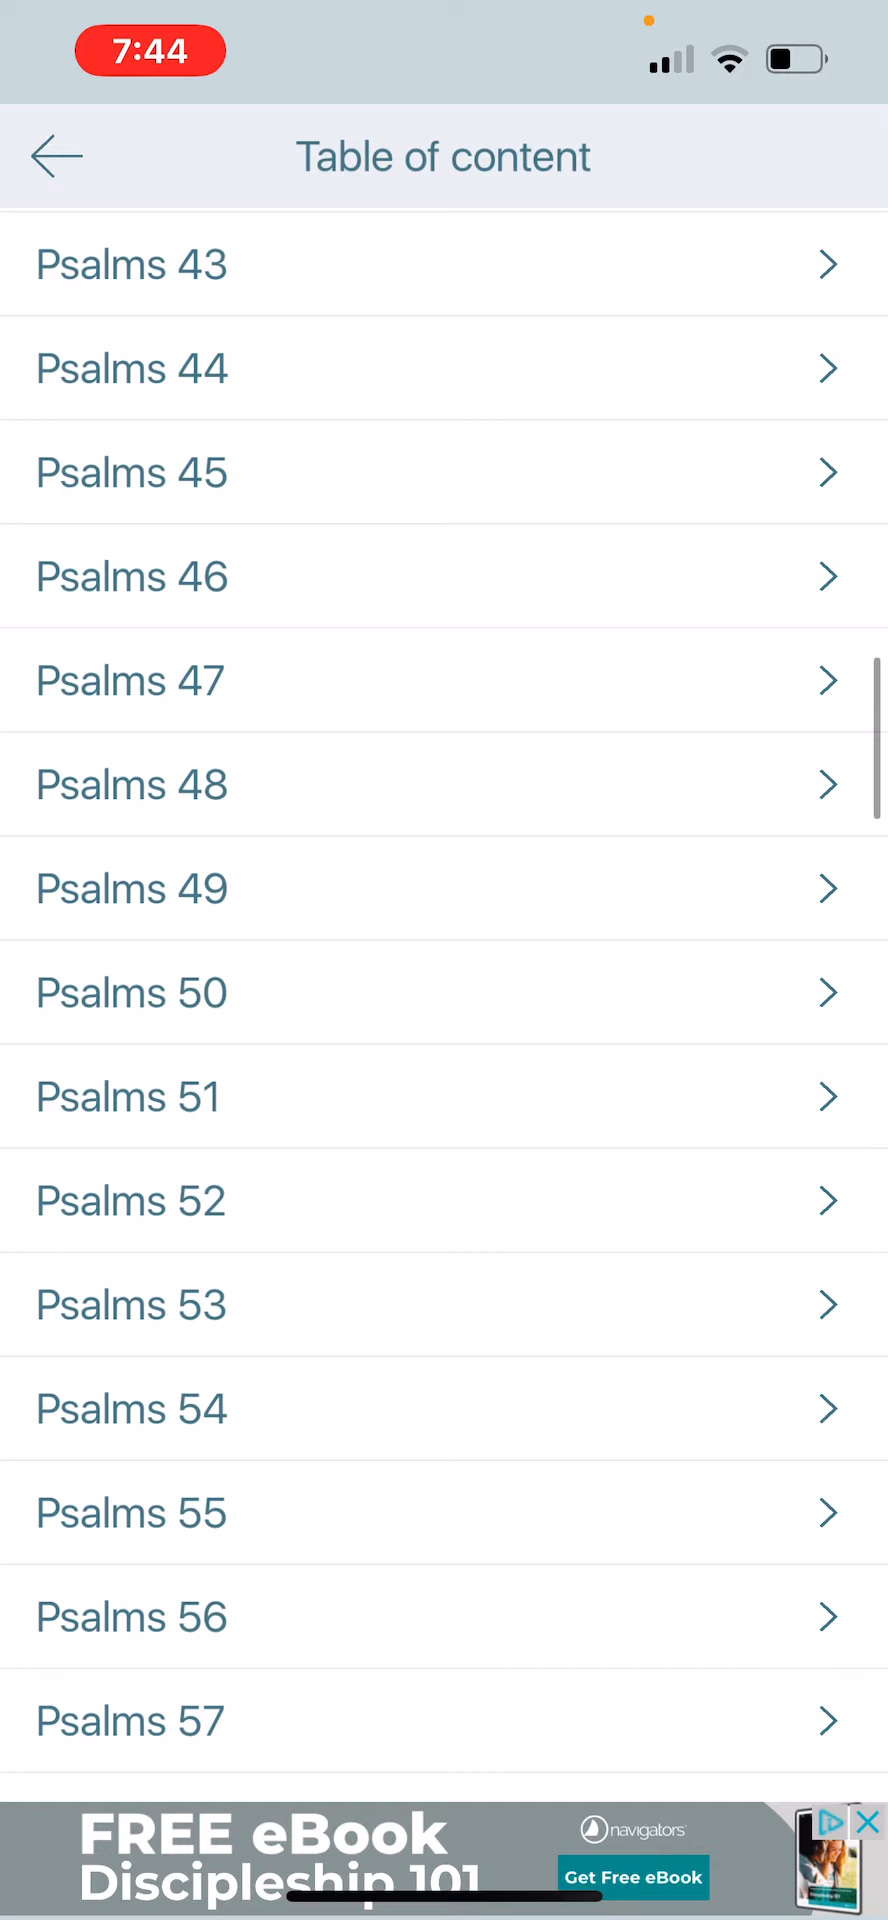 7:44
Table of content
Psalms 43
Psalms 44
Psalms 45
Psalms 46
Psalms 47
Psalms 48
Psalms 49
Psalms 50
Psalms 51
Psalms 52
Psalms 53
Psalms 54
Psalms 55
Psalms 56
Psalms 57
FREE eBook
Discipleship 101
navigators
Get Free eBook